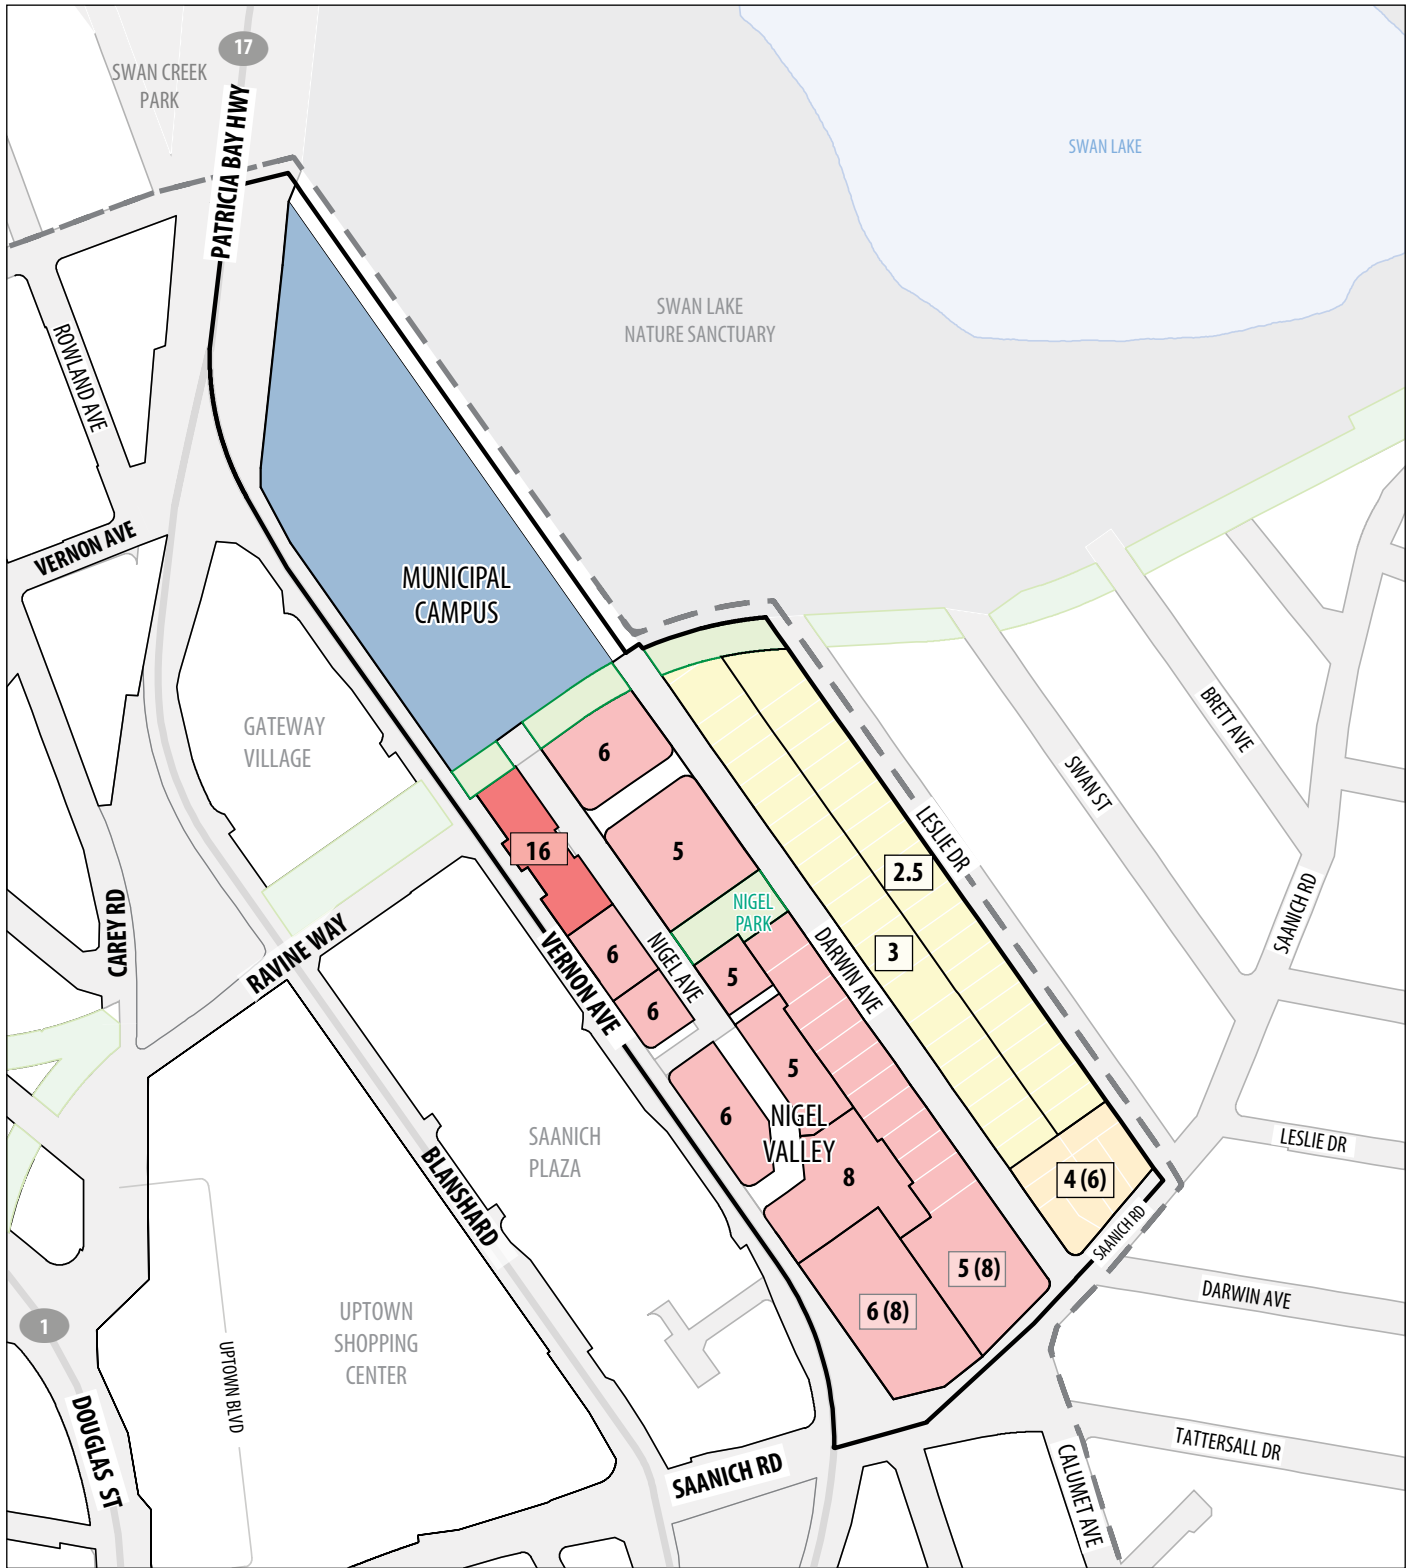 17
SWAN CREEK
PARK
PATRICIA BAY HWY
SWAN LAKE
SWAN LAKE
NATURE SANCTUARY
ROWLAND AVE
VERNON AVE
MUNICIPAL
CAMPUS
GATEWAY
VILLAGE
BRETT AVE
SWAN ST
6
LESLIE DR
16
5
2.5
NIGEL
PARK
CAREY RD
RAVINE WAY
VERNON AVE
NIGEL AVE
DARWIN AVE
3
SAANICH RD
6
5
6
5
6
NIGEL
VALLEY
8
4 (6)
LESLIE DR
SAANICH
PLAZA
BLANSHARD
SAANICH RD
5 (8)
6 (8)
DARWIN AVE
UPTOWN
SHOPPING
CENTER
1
UPTOWN BLVD
DOUGLAS ST
SAANICH RD
CALUMET AVE
TATTERSALL DR